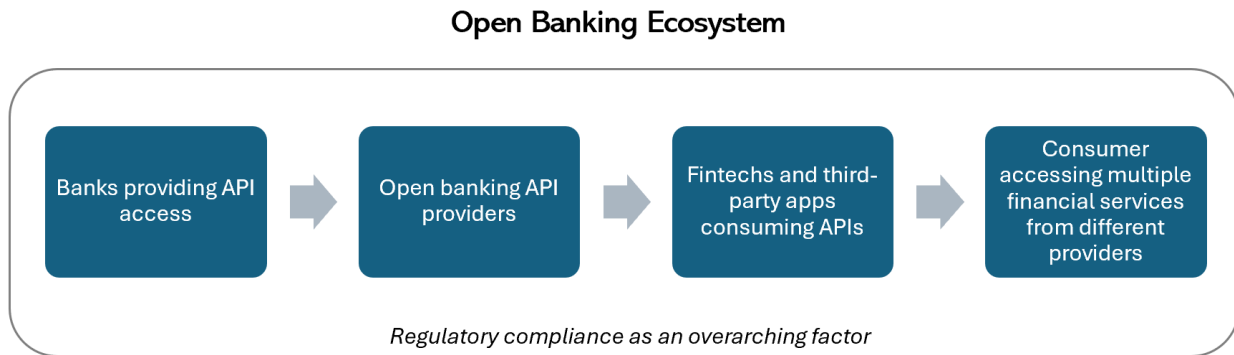 Open Banking Ecosystem
Banks providing API
access
Open banking API
providers
Fintechs and third-
party apps
consuming APIs
Consumer
accessing multiple
financial services
from different
providers
Regulatory compliance as an overarching factor